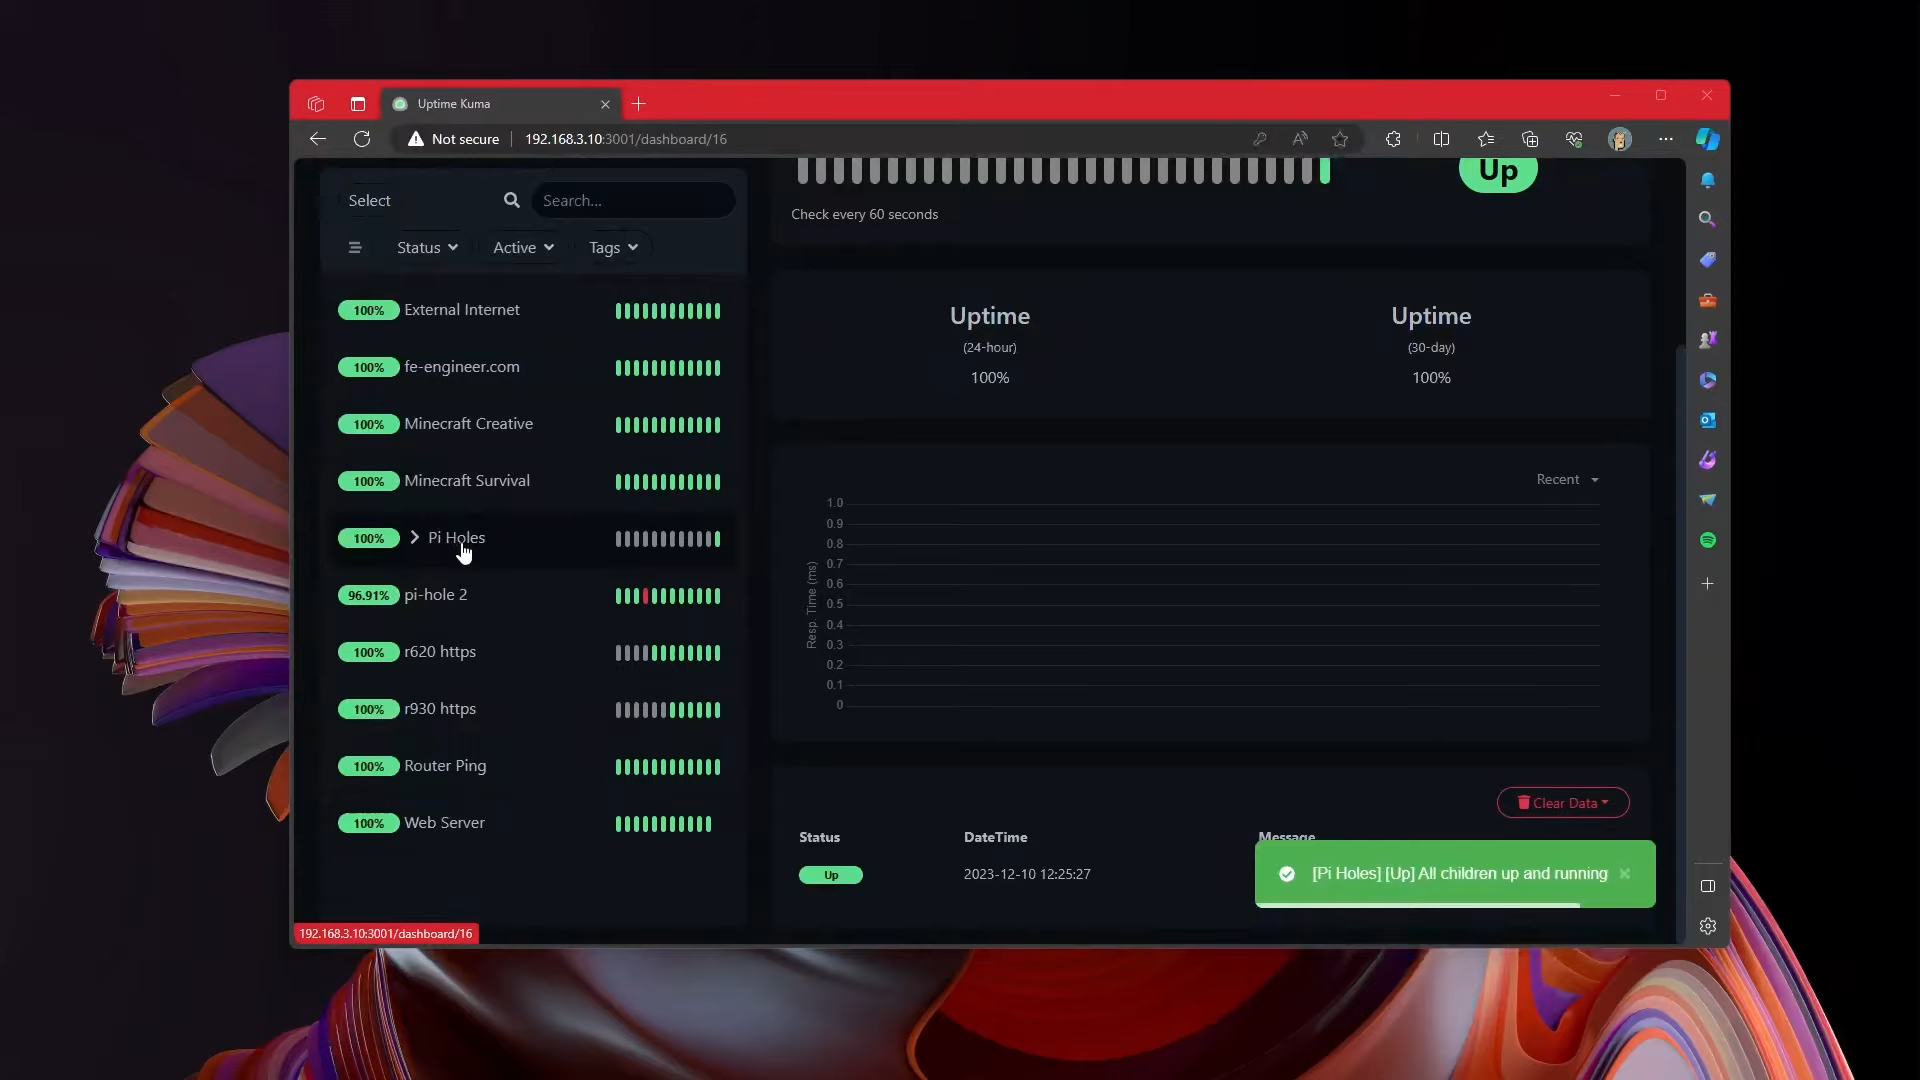 Uptime Kuma
Not secure
192.168.3.10:3001/dashboard/16
Select
Search...
Status
Active
Tags
100% External Internet
100% fe-engineer.com
100% Minecraft Creative
100% Minecraft Survival
100% Pi Holes
96.91% pi-hole 2
100% r620 https
100% r930 https
100% Router Ping
100% Web Server
192.168.3.10:3001/dashboard/16
Up
Check every 60 seconds
Uptime
(24-hour)
100%
Uptime
(30-day)
100%
Recent
Resp. Time (ms)
1.0
0.9
0.8
0.7
0.6
0.5
0.4
0.3
0.2
0.1
0
Clear Data
Status DateTime Message
Up 2023-12-10 12:25:27
[Pi Holes] [Up] All children up and running